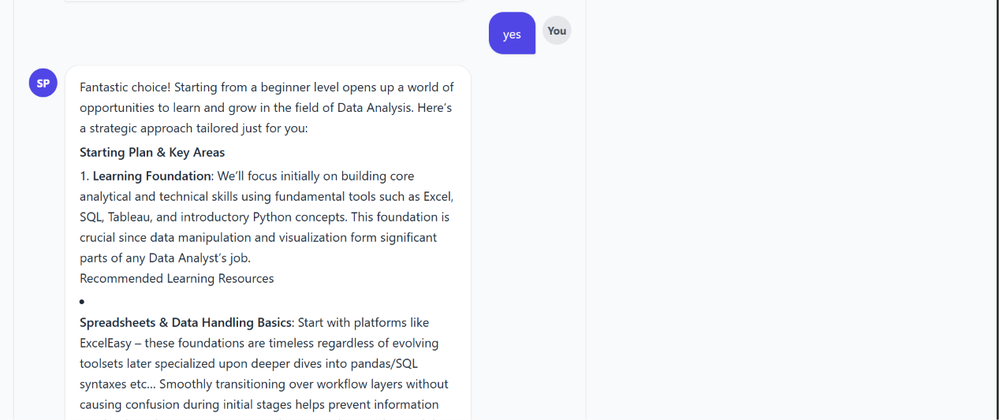 yes
You
SP
Fantastic choice! Starting from a beginner level opens up a world of
opportunities to learn and grow in the field of Data Analysis. Here’s
a strategic approach tailored just for you:
Starting Plan & Key Areas
1. Learning Foundation: We’ll focus initially on building core
analytical and technical skills using fundamental tools such as Excel,
SQL, Tableau, and introductory Python concepts. This foundation is
crucial since data manipulation and visualization form significant
parts of any Data Analyst’s job.
Recommended Learning Resources
•
Spreadsheets & Data Handling Basics: Start with platforms like
ExcelEasy – these foundations are timeless regardless of evolving
toolsets later specialized upon deeper dives into pandas/SQL
syntaxes etc... Smoothly transitioning over workflow layers without
causing confusion during initial stages helps prevent information